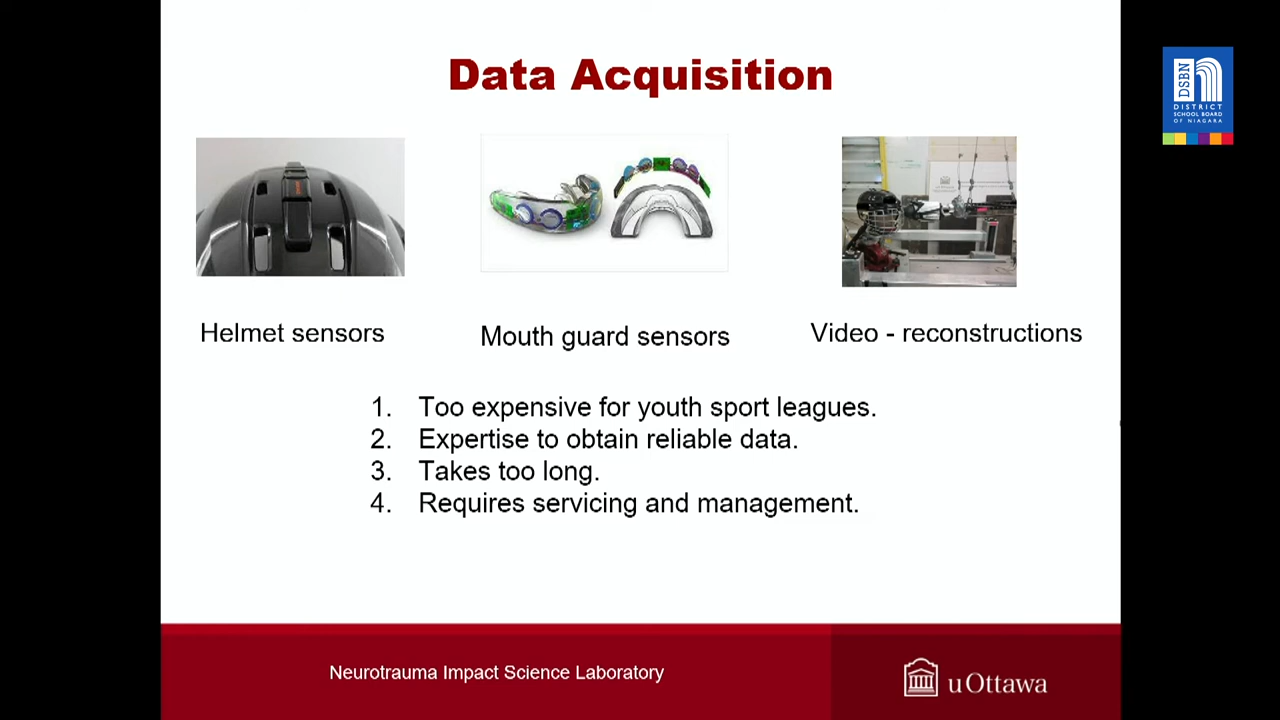 Data Acquisition
DSBN
DISTRICT
SCHOOL BOARD
OF NIAGARA
Helmet sensors
Mouth guard sensors
Video - reconstructions
1. Too expensive for youth sport leagues.
2. Expertise to obtain reliable data.
3. Takes too long.
4. Requires servicing and management.
Neurotrauma Impact Science Laboratory
uOttawa